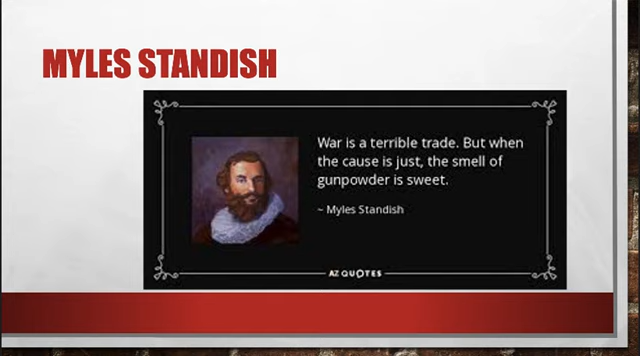 MYLES STANDISH
War is a terrible trade. But when
the cause is just, the smell of
gunpowder is sweet.
~ Myles Standish
AZ QUOTES